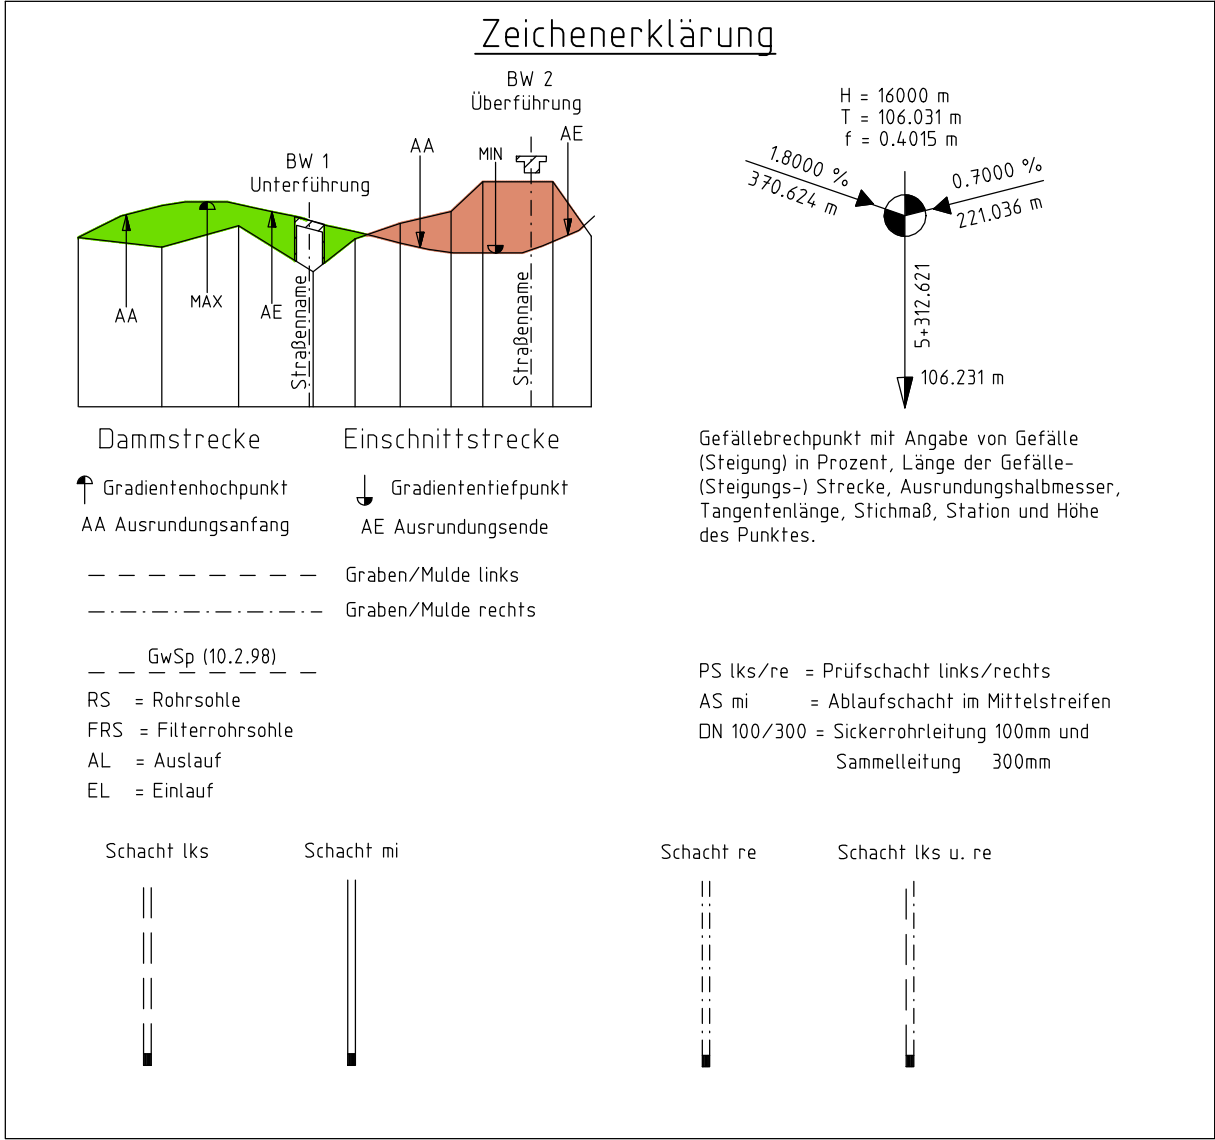 Zeichenerklärung
BW 2
Überführung
BW 1
Unterführung
AA
MIN
AE
AA
MAX
AE
Straßenname
Straßenname
H = 16000 m
T = 106.031 m
f = 0.4015 m
1.8000 %
370.624 m
0.7000 %
221.036 m
5+312.621
106.231 m
Dammstrecke
Einschnittstrecke
Gradientenhochpunkt
Gradiententiefpunkt
AA Ausrundungsanfang
AE Ausrundungsende
Gefällebrechpunkt mit Angabe von Gefälle
(Steigung) in Prozent, Länge der Gefälle-
(Steigungs-) Strecke, Ausrundungshalbmesser,
Tangentenlänge, Stichmaß, Station und Höhe
des Punktes.
Graben/Mulde links
Graben/Mulde rechts
GwSp (10.2.98)
RS = Rohrsohle
FRS = Filterrohrsohle
AL = Auslauf
EL = Einlauf
PS lks/re = Prüfschacht links/rechts
AS mi = Ablaufschacht im Mittelstreifen
DN 100/300 = Sickerrohrleitung 100mm und
Sammelleitung 300mm
Schacht lks
Schacht mi
Schacht re
Schacht lks u. re